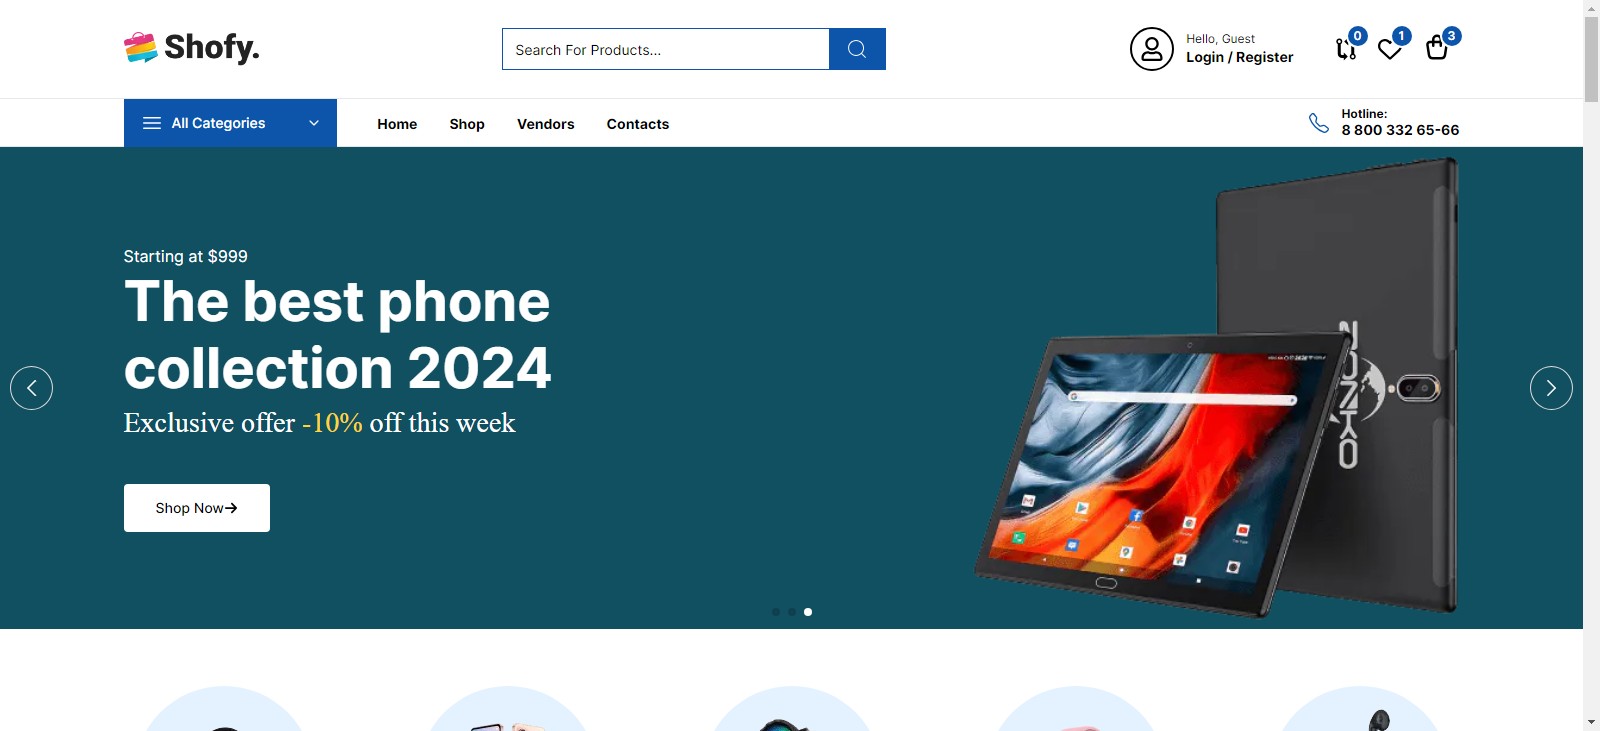 Shofy.
Search For Products...
Hello, Guest
Login / Register
0
1
3
All Categories
Home
Shop
Vendors
Contacts
Hotline:
8 800 332 65-66
Starting at $999
The best phone
collection 2024
Exclusive offer -10% off this week
Shop Now